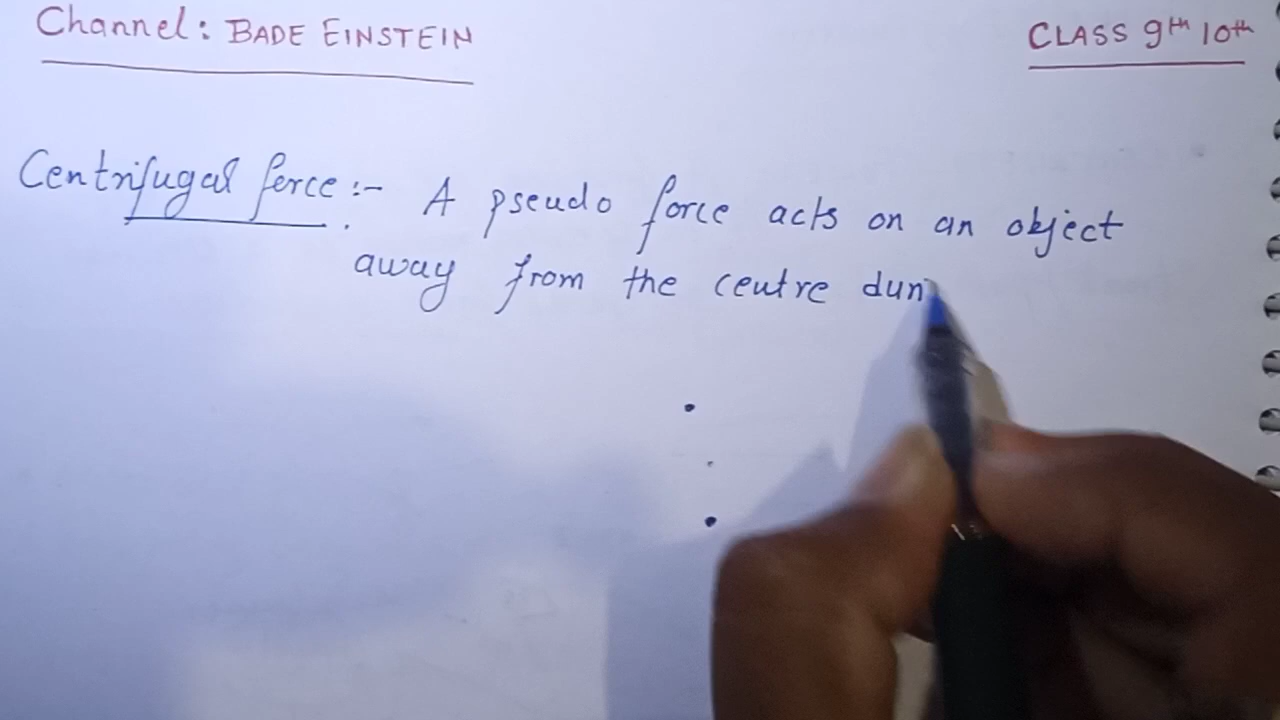 Channel: BADE EINSTEIN
CLASS 9th 10th
Centrifugal force :- A pseudo force acts on an object
away from the centre